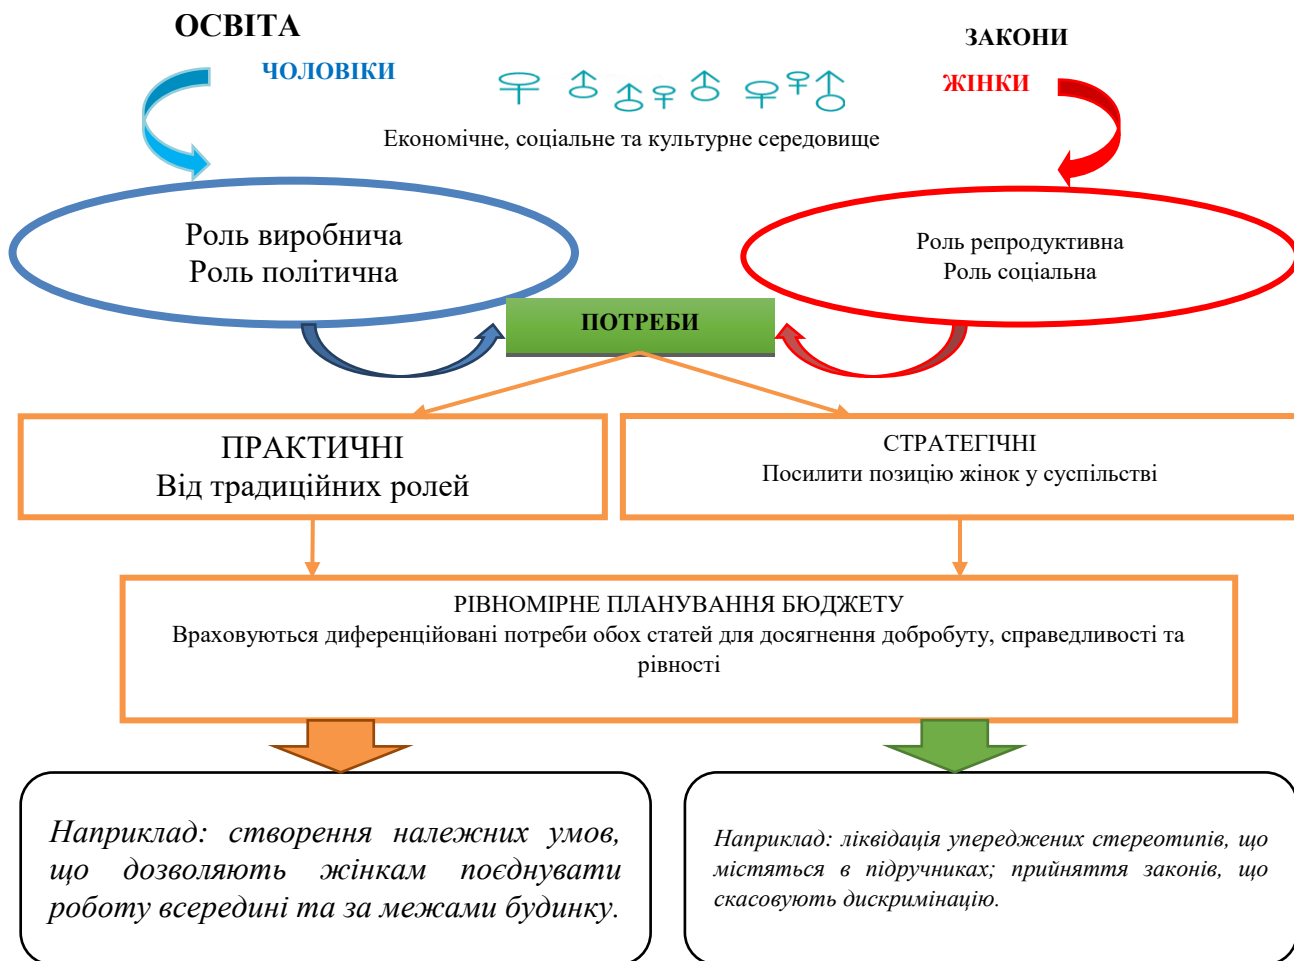 ОСВІТА
ЗАКОНИ
ЧОЛОВІКИ
ЖІНКИ
Економічне, соціальне та культурне середовище
Роль виробнича
Роль політична
Роль репродуктивна
Роль соціальна
ПОТРЕБИ
ПРАКТИЧНІ
Від традиційних ролей
СТРАТЕГІЧНІ
Посилити позицію жінок у суспільстві
РІВНОМІРНЕ ПЛАНУВАННЯ БЮДЖЕТУ
Враховуються диференційовані потреби обох статей для досягнення добробуту, справедливості та
рівності
Наприклад: створення належних умов,
що дозволяють жінкам поєднувати
роботу всередині та за межами будинку.
Наприклад: ліквідація упереджених стереотипів, що
містяться в підручниках; прийняття законів, що
скасовують дискримінацію.